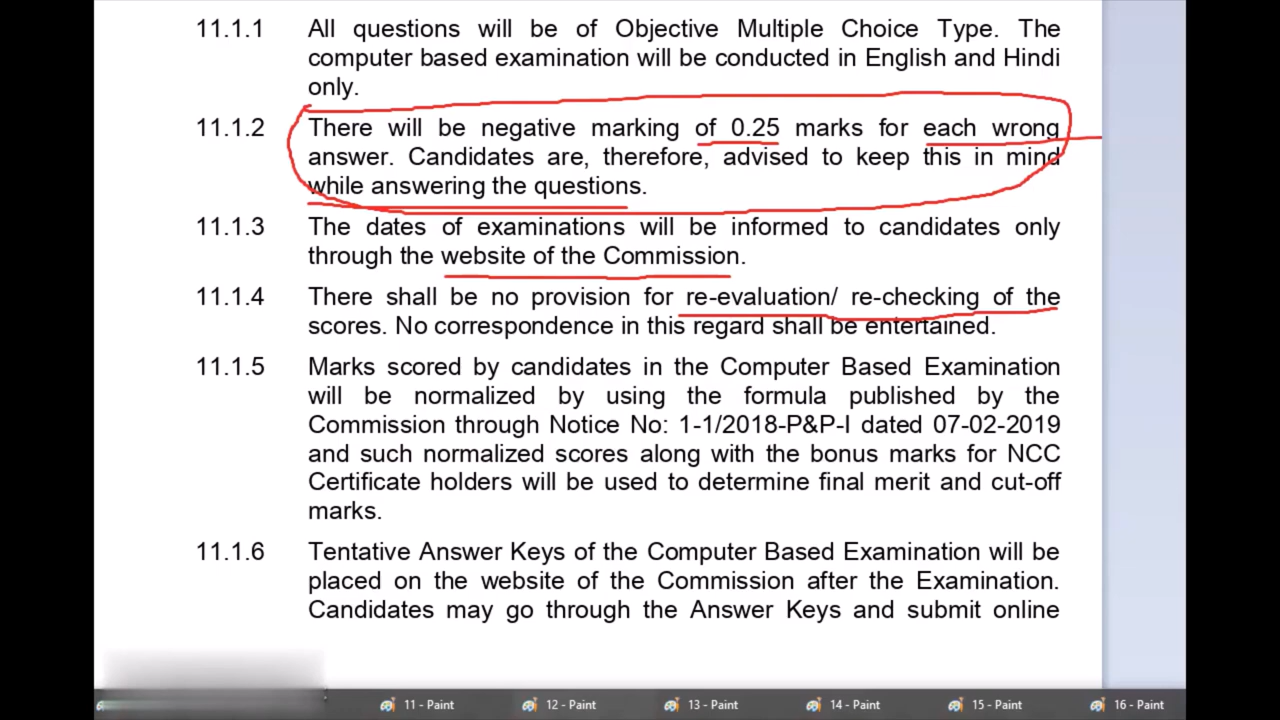 11.1.1 All questions will be of Objective Multiple Choice Type. The
computer based examination will be conducted in English and Hindi
only.
11.1.2 There will be negative marking of 0.25 marks for each wrong
answer. Candidates are, therefore, advised to keep this in mind
while answering the questions.
11.1.3 The dates of examinations will be informed to candidates only
through the website of the Commission.
11.1.4 There shall be no provision for re-evaluation/ re-checking of the
scores. No correspondence in this regard shall be entertained.
11.1.5 Marks scored by candidates in the Computer Based Examination
will be normalized by using the formula published by the
Commission through Notice No: 1-1/2018-P&P-I dated 07-02-2019
and such normalized scores along with the bonus marks for NCC
Certificate holders will be used to determine final merit and cut-off
marks.
11.1.6 Tentative Answer Keys of the Computer Based Examination will be
placed on the website of the Commission after the Examination.
Candidates may go through the Answer Keys and submit online
11 - Paint 12 - Paint 13 - Paint 14 - Paint 15 - Paint 16 - Paint